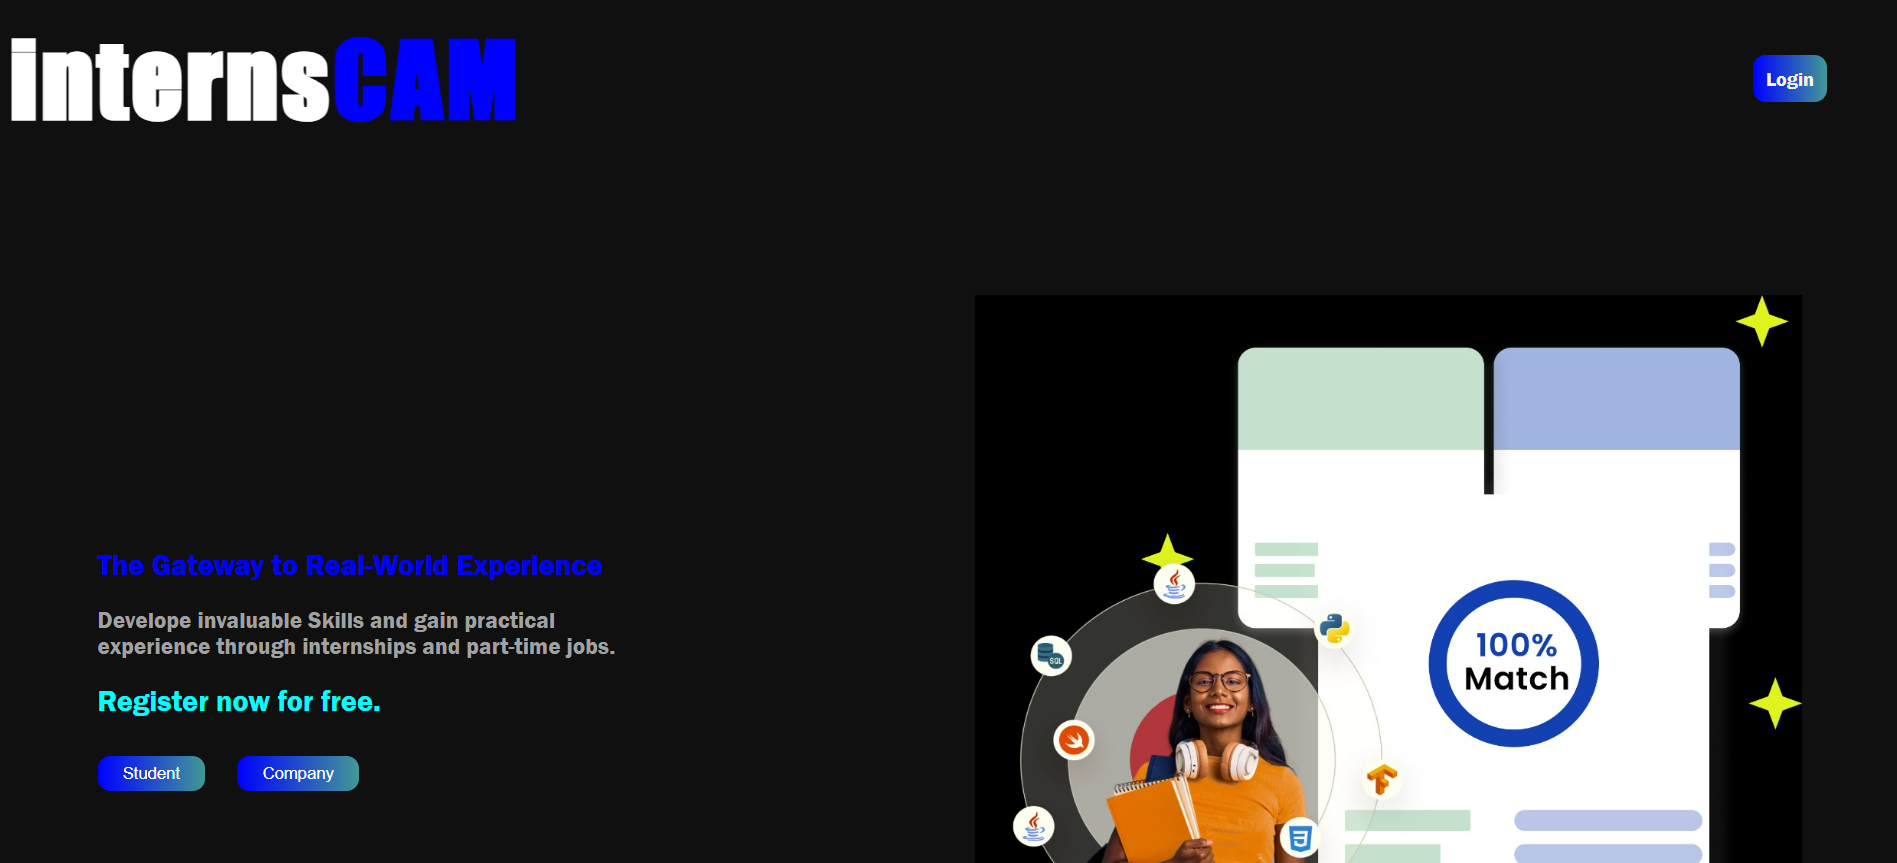 internsCAM
Login
The Gateway to Real-World Experience
Develope invaluable Skills and gain practical
experience through internships and part-time jobs.
Register now for free.
Student
Company
100%
Match
SQL